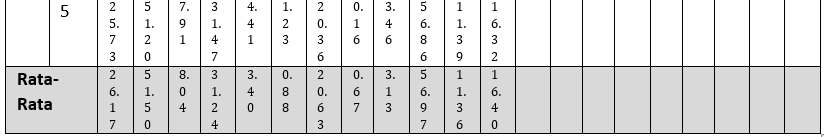 5 25.73 51.20 7.91 31.47 4.41 1.23 20.36 0.16 3.46 56.86 11.39 16.32
Rata-
Rata 26.17 51.50 8.04 31.24 3.40 0.88 20.63 0.67 3.13 56.97 11.36 16.40